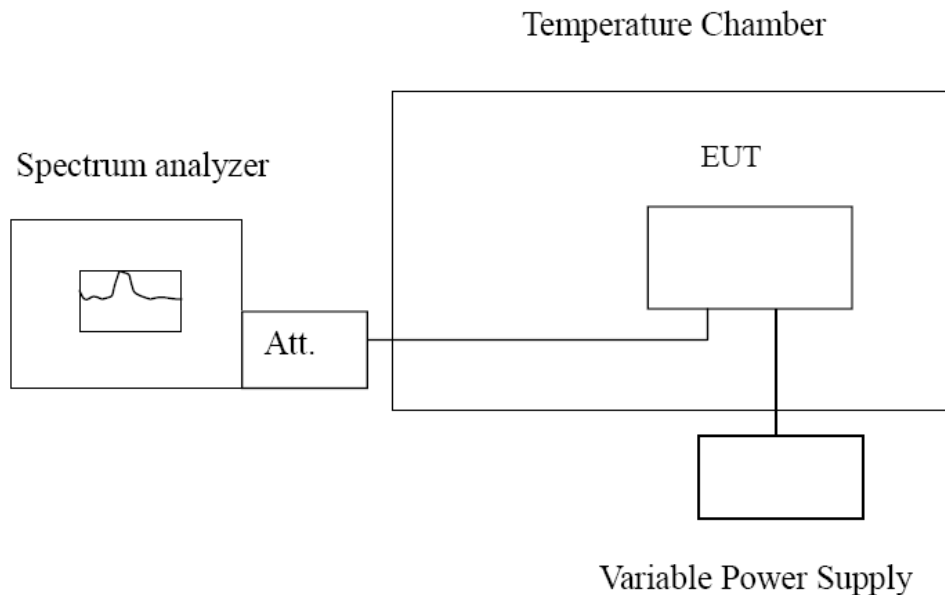 Temperature Chamber
Spectrum analyzer
EUT
Att.
Variable Power Supply